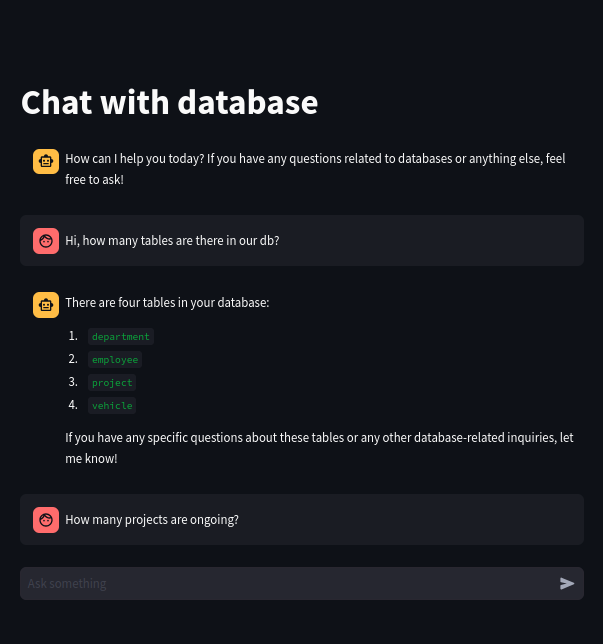 Chat with database
How can I help you today? If you have any questions related to databases or anything else, feel
free to ask!
Hi, how many tables are there in our db?
There are four tables in your database:
1. department
2. employee
3. project
4. vehicle
If you have any specific questions about these tables or any other database-related inquiries, let
me know!
How many projects are ongoing?
Ask something